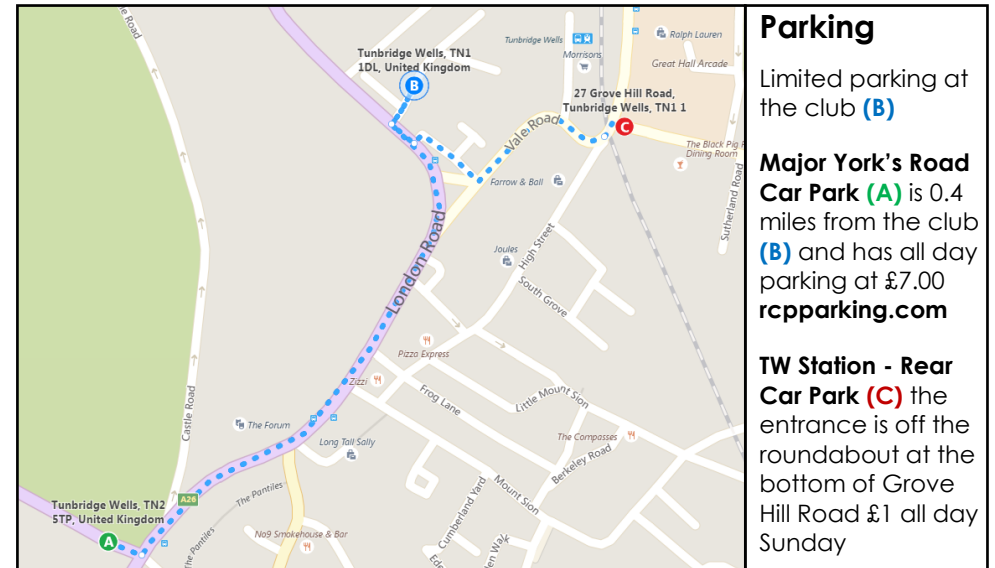 e Road
Tunbridge Wells, TN1
1DL, United Kingdom
B
Tunbridge Wells
Morrisons
Ralph Lauren
Great Hall Arcade
27 Grove Hill Road,
Tunbridge Wells, TN1 1
C
Vale Road
The Black Pig
Dining Room
Farrow & Ball
Sutherland Road
London Road
High Street
Joules
South Grove
Pizza Express
Zizzi
Frog Lane
Little Mount Sion
Castle Road
The Forum
Long Tall Sally
The Compasses
Berkeley Road
Mount Sion
Cumberland Yard
The Pantiles
A26
Tunbridge Wells, TN2
5TP, United Kingdom
A
The Pantiles
No9 Smokehouse & Bar
Parking
Limited parking at
the club (B)
Major York's Road
Car Park (A) is 0.4
miles from the club
(B) and has all day
parking at £7.00
rcpparking.com
TW Station - Rear
Car Park (C) the
entrance is off the
roundabout at the
bottom of Grove
Hill Road £1 all day
Sunday